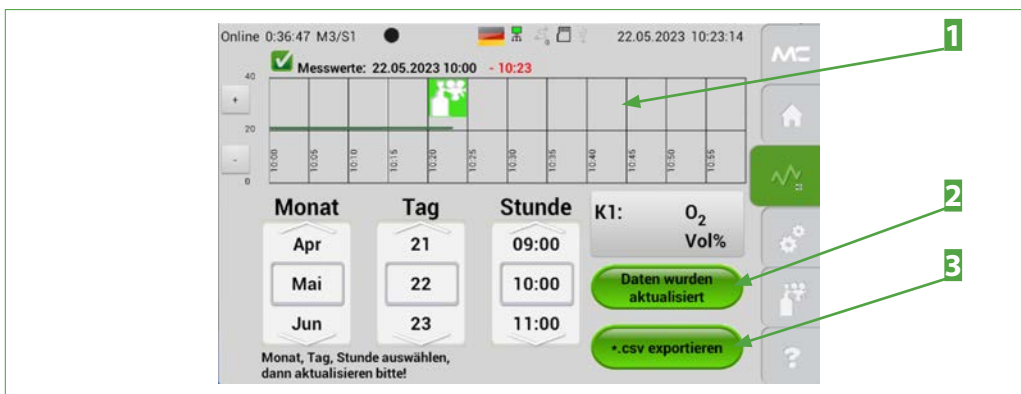 Online 0:36:47 M3/S1 22.05.2023 10:23:14
1
MC
Messwerte: 22.05.2023 10:00 - 10:23
40
+
20
-
0
10:00 10:05 10:10 10:15 10:20 10:25 10:30 10:35 10:40 10:45 10:50 10:55
Monat Tag Stunde
K1: O₂
Vol%
2
Apr 21 09:00
Mai 22 10:00
Jun 23 11:00
Daten wurden
aktualisiert
3
*.csv exportieren
?
Monat, Tag, Stunde auswählen,
dann aktualisieren bitte!